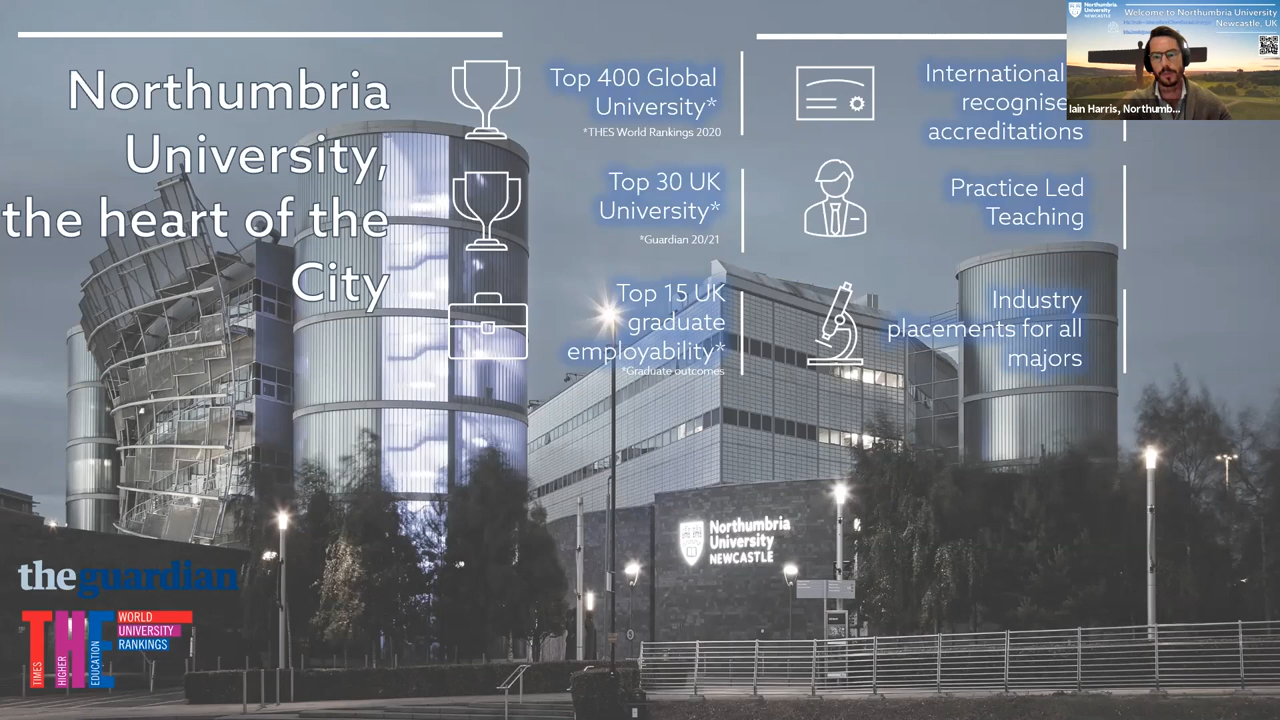 Northumbria
University,
the heart of the
City
Top 400 Global
University*
*THES World Rankings 2020
Top 30 UK
University*
*Guardian 20/21
Top 15 UK
graduate
employability*
*Graduate outcomes
International
recognise
accreditations
Practice Led
Teaching
Industry
placements for all
majors
Northumbria
University
NEWCASTLE
Welcome to Northumbria University
Newcastle, UK
Iain Harris, Northumb...
Northumbria
University
NEWCASTLE
theguardian
THE
TIMES
HIGHER
EDUCATION
WORLD
UNIVERSITY
RANKINGS